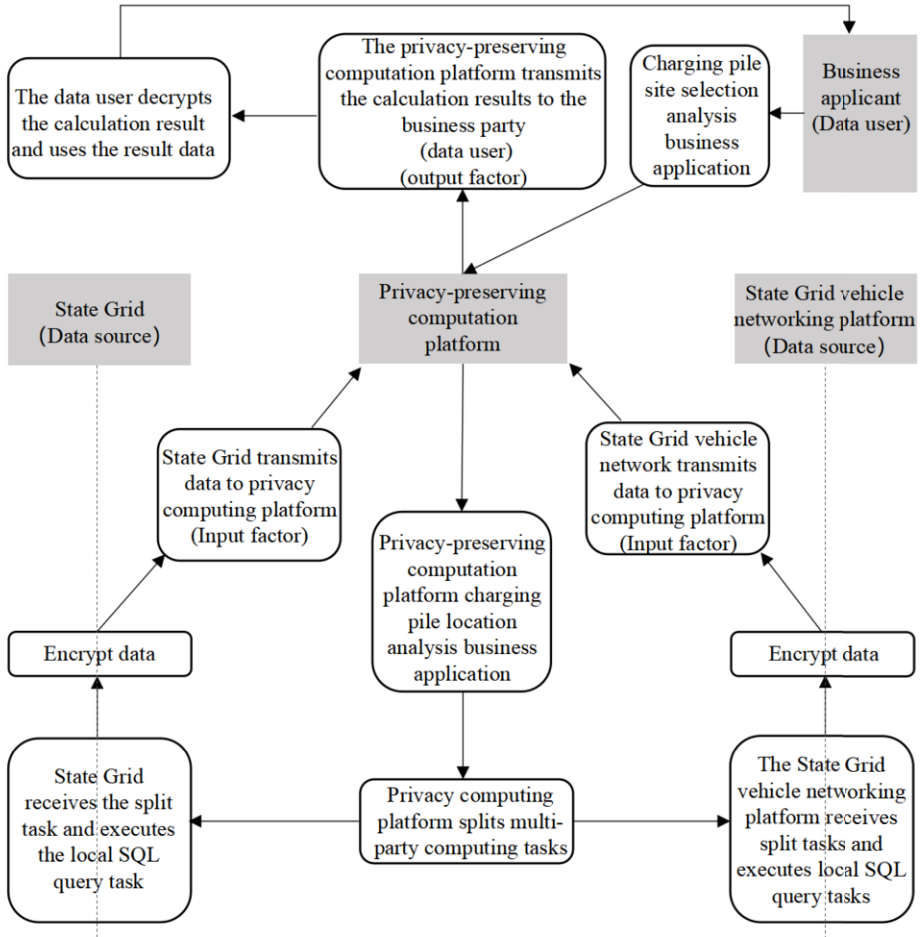 The data user decrypts
the calculation result
and uses the result data
The privacy-preserving
computation platform transmits
the calculation results to the
business party
(data user)
(output factor)
Charging pile
site selection
analysis
business
application
Business
applicant
(Data user)
State Grid
(Data source)
Privacy-preserving
computation
platform
State Grid vehicle
networking platform
(Data source)
State Grid transmits
data to privacy
computing platform
(Input factor)
State Grid vehicle
network transmits
data to privacy
computing platform
(Input factor)
Privacy-preserving
computation
platform charging
pile location
analysis business
application
Encrypt data
Encrypt data
State Grid
receives the split
task and executes
the local SQL
query task
Privacy computing
platform splits multi-
party computing tasks
The State Grid
vehicle networking
platform receives
split tasks and
executes local SQL
query tasks